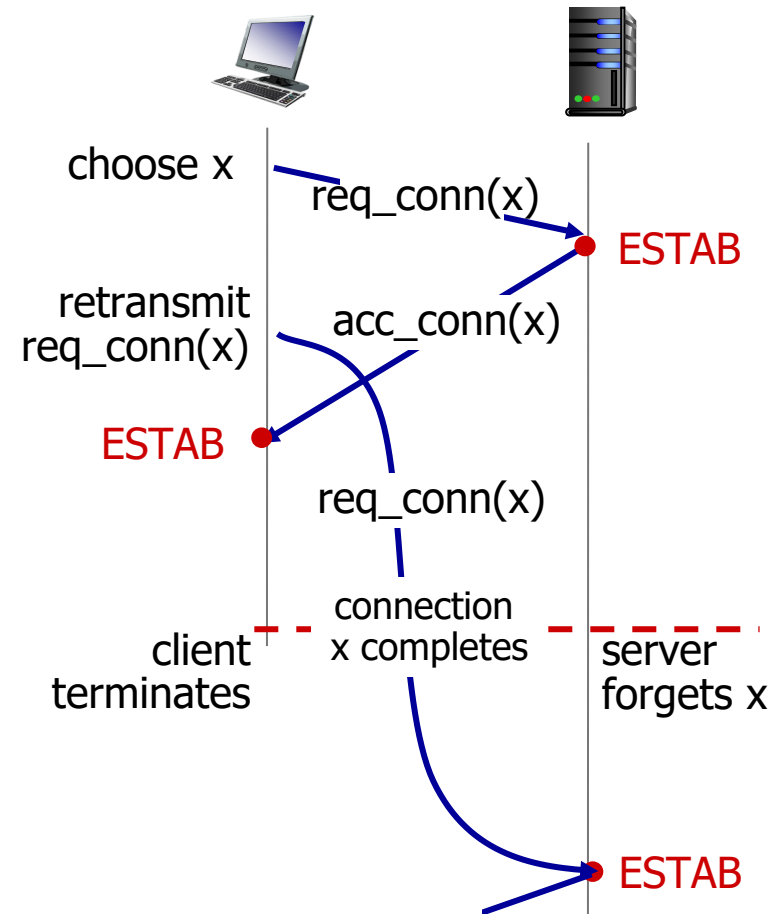 choose x
req_conn(x)
ESTAB
retransmit
req_conn(x)
acc_conn(x)
ESTAB
req_conn(x)
connection
x completes
client
terminates
server
forgets x
ESTAB